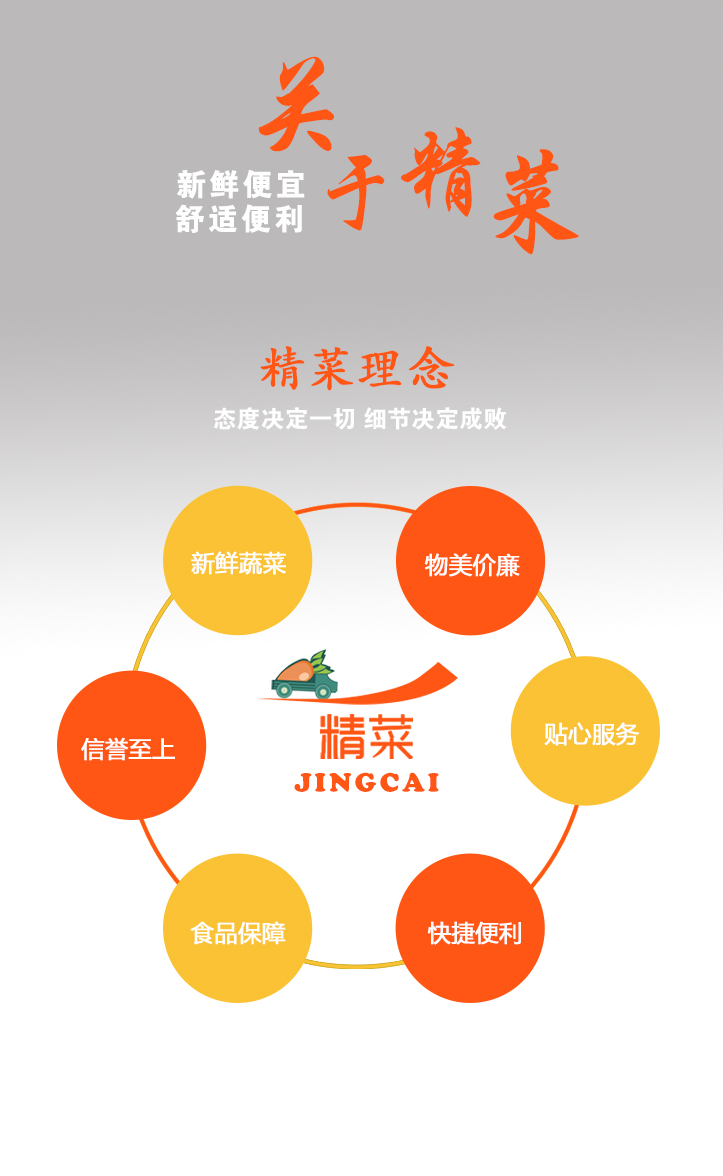 关于精菜
新鲜便宜
舒适便利
精菜理念
态度决定一切 细节决定成败
新鲜蔬菜
物美价廉
信誉至上
贴心服务
精菜
JINGCAI
食品保障
快捷便利